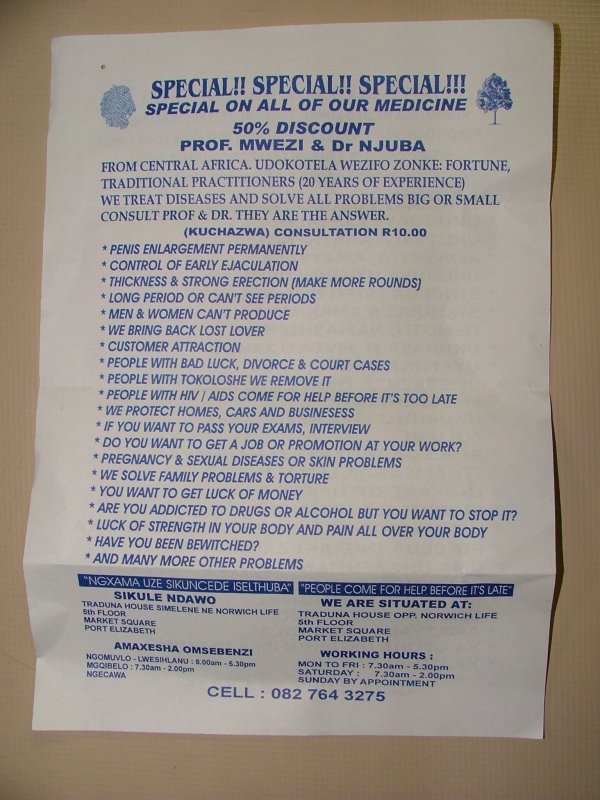 SPECIAL!! SPECIAL!! SPECIAL!!!
SPECIAL ON ALL OF OUR MEDICINE
50% DISCOUNT
PROF. MWEZI & Dr NJUBA
FROM CENTRAL AFRICA. UDOKOTELA WEZIFO ZONKE: FORTUNE,
TRADITIONAL PRACTITIONERS (20 YEARS OF EXPERIENCE)
WE TREAT DISEASES AND SOLVE ALL PROBLEMS BIG OR SMALL
CONSULT PROF & DR. THEY ARE THE ANSWER.
(KUCHAZWA) CONSULTATION R10.00
* PENIS ENLARGEMENT PERMANENTLY
* CONTROL OF EARLY EJACULATION
* THICKNESS & STRONG ERECTION (MAKE MORE ROUNDS)
* LONG PERIOD OR CAN'T SEE PERIODS
* MEN & WOMEN CAN'T PRODUCE
* WE BRING BACK LOST LOVER
* CUSTOMER ATTRACTION
* PEOPLE WITH BAD LUCK, DIVORCE & COURT CASES
* PEOPLE WITH TOKOLOSHE WE REMOVE IT
* PEOPLE WITH HIV / AIDS COME FOR HELP BEFORE IT'S TOO LATE
* WE PROTECT HOMES, CARS AND BUSINESESS
* IF YOU WANT TO PASS YOUR EXAMS, INTERVIEW
* DO YOU WANT TO GET A JOB OR PROMOTION AT YOUR WORK?
* PREGNANCY & SEXUAL DISEASES OR SKIN PROBLEMS
* WE SOLVE FAMILY PROBLEMS & TORTURE
* YOU WANT TO GET LUCK OF MONEY
* ARE YOU ADDICTED TO DRUGS OR ALCOHOL BUT YOU WANT TO STOP IT?
* LUCK OF STRENGTH IN YOUR BODY AND PAIN ALL OVER YOUR BODY
* HAVE YOU BEEN BEWITCHED?
* AND MANY MORE OTHER PROBLEMS
"NGXAMA UZE SIKUNCEDE ISELTHUBA"
SIKULE NDAWO
TRADUNA HOUSE SIMELENE NE NORWICH LIFE
5th FLOOR
MARKET SQUARE
PORT ELIZABETH
AMAXESHA OMSEBENZI
NGOMUVLO - LWESIHLANU : 8.00am - 5.30pm
MGQIBELO : 7.30am - 2.00pm
NGECAWA
"PEOPLE COME FOR HELP BEFORE IT'S LATE"
WE ARE SITUATED AT:
TRADUNA HOUSE OPP. NORWICH LIFE
5th FLOOR
MARKET SQUARE
PORT ELIZABETH
WORKING HOURS :
MON TO FRI : 7.30am - 5.30pm
SATURDAY : 7.30am - 2.00pm
SUNDAY BY APPOINTMENT
CELL : 082 764 3275